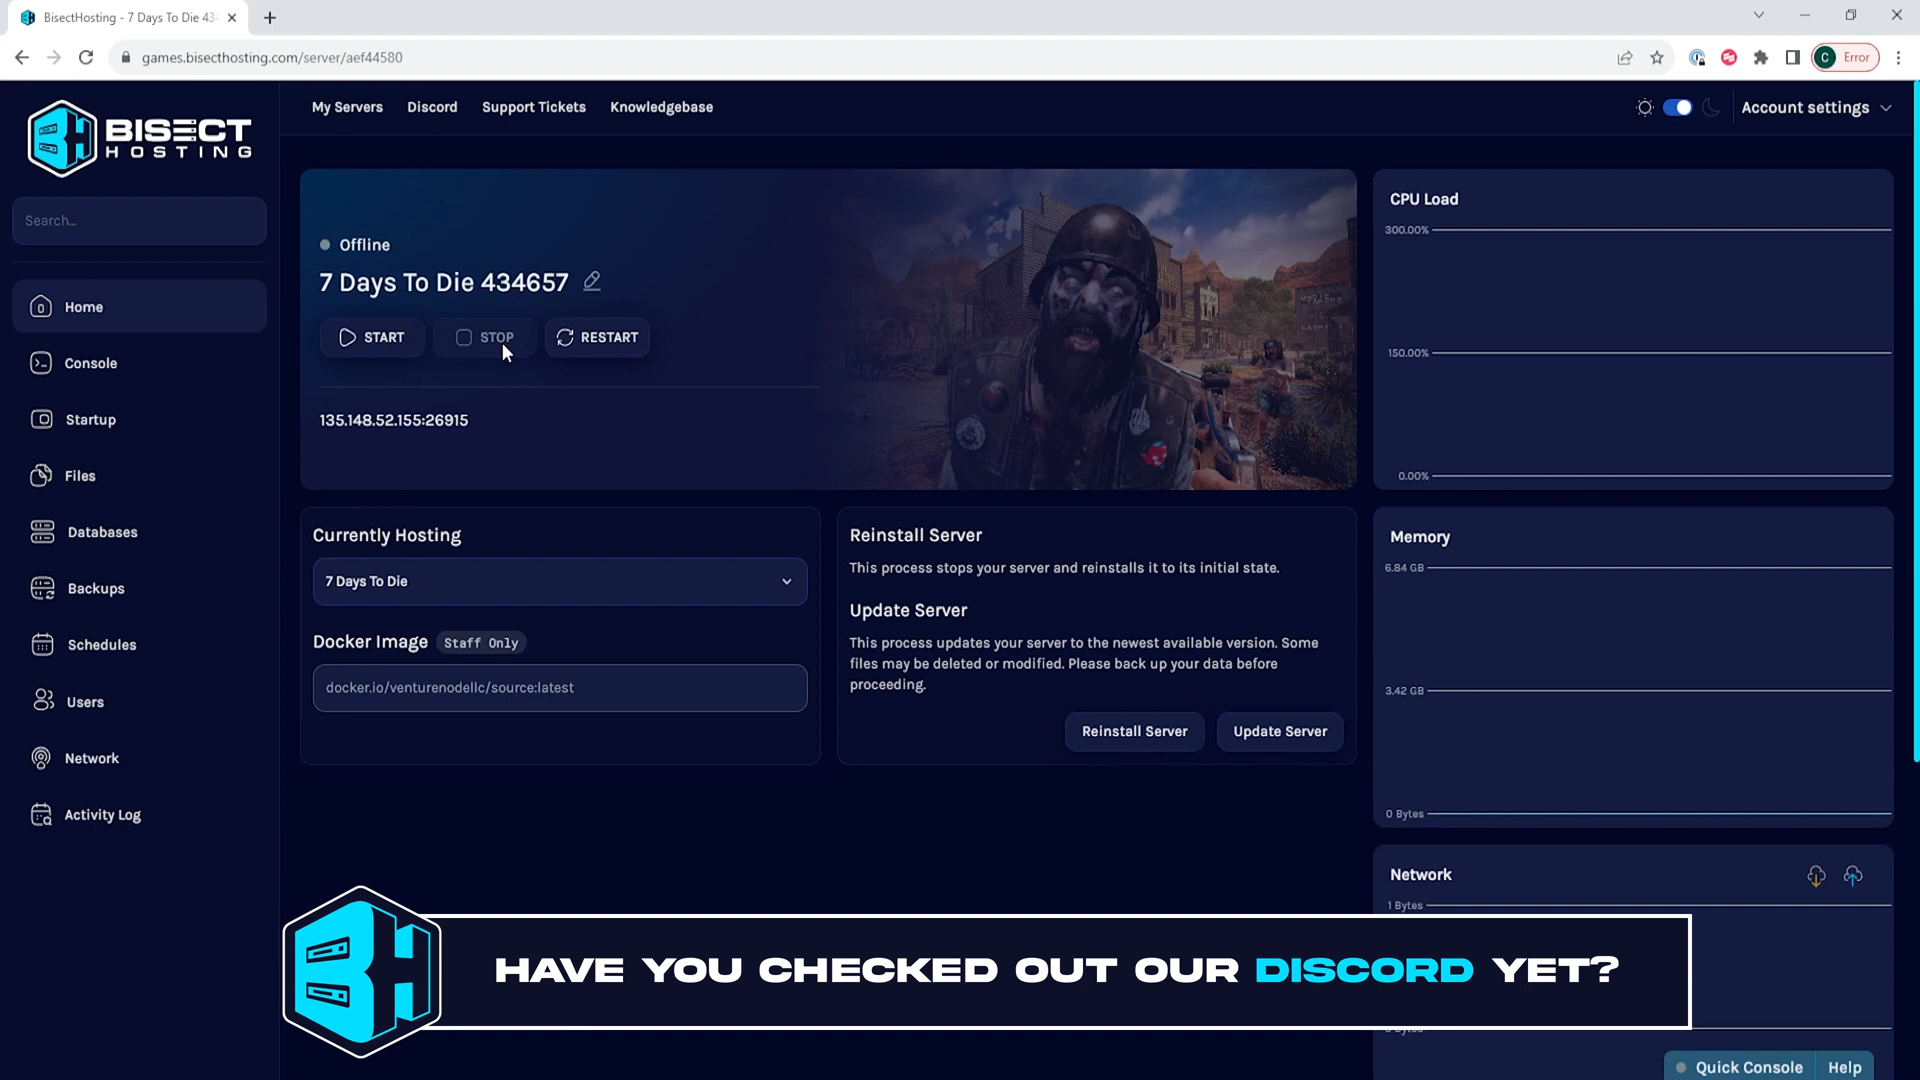 BisectHosting - 7 Days To Die 434
games.bisecthosting.com/server/aef44580
C
Error
BISECT
HOSTING
My Servers
Discord
Support Tickets
Knowledgebase
Account settings
Search...
Home
Console
Startup
Files
Databases
Backups
Schedules
Users
Network
Activity Log
Offline
7 Days To Die 434657
START
STOP
RESTART
135.148.52.155:26915
CPU Load
300.00%
150.00%
0.00%
Currently Hosting
7 Days To Die
Docker Image
Staff Only
docker.io/venturenodellc/source:latest
Reinstall Server
This process stops your server and reinstalls it to its initial state.
Update Server
This process updates your server to the newest available version. Some
files may be deleted or modified. Please back up your data before
proceeding.
Reinstall Server
Update Server
Memory
6.84 GB
3.42 GB
0 Bytes
Network
1 Bytes
HAVE YOU CHECKED OUT OUR DISCORD YET?
Quick Console
Help